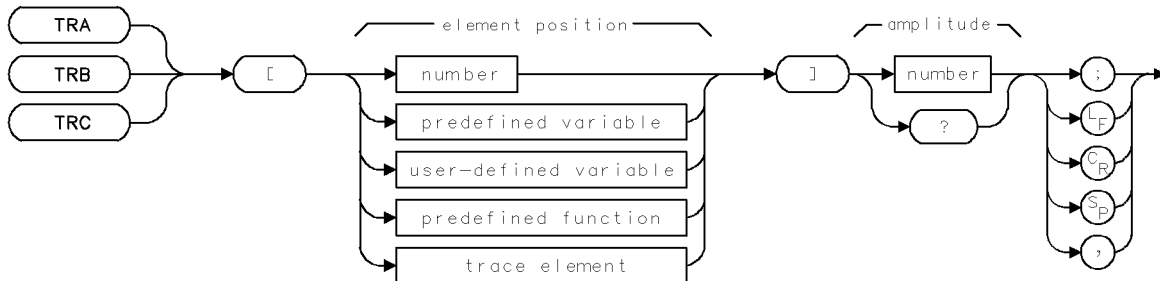 element position
amplitude
TRA
TRB
TRC
[
number
predefined variable
user-defined variable
predefined function
trace element
]
number
?
;
LF
CR
SP
,